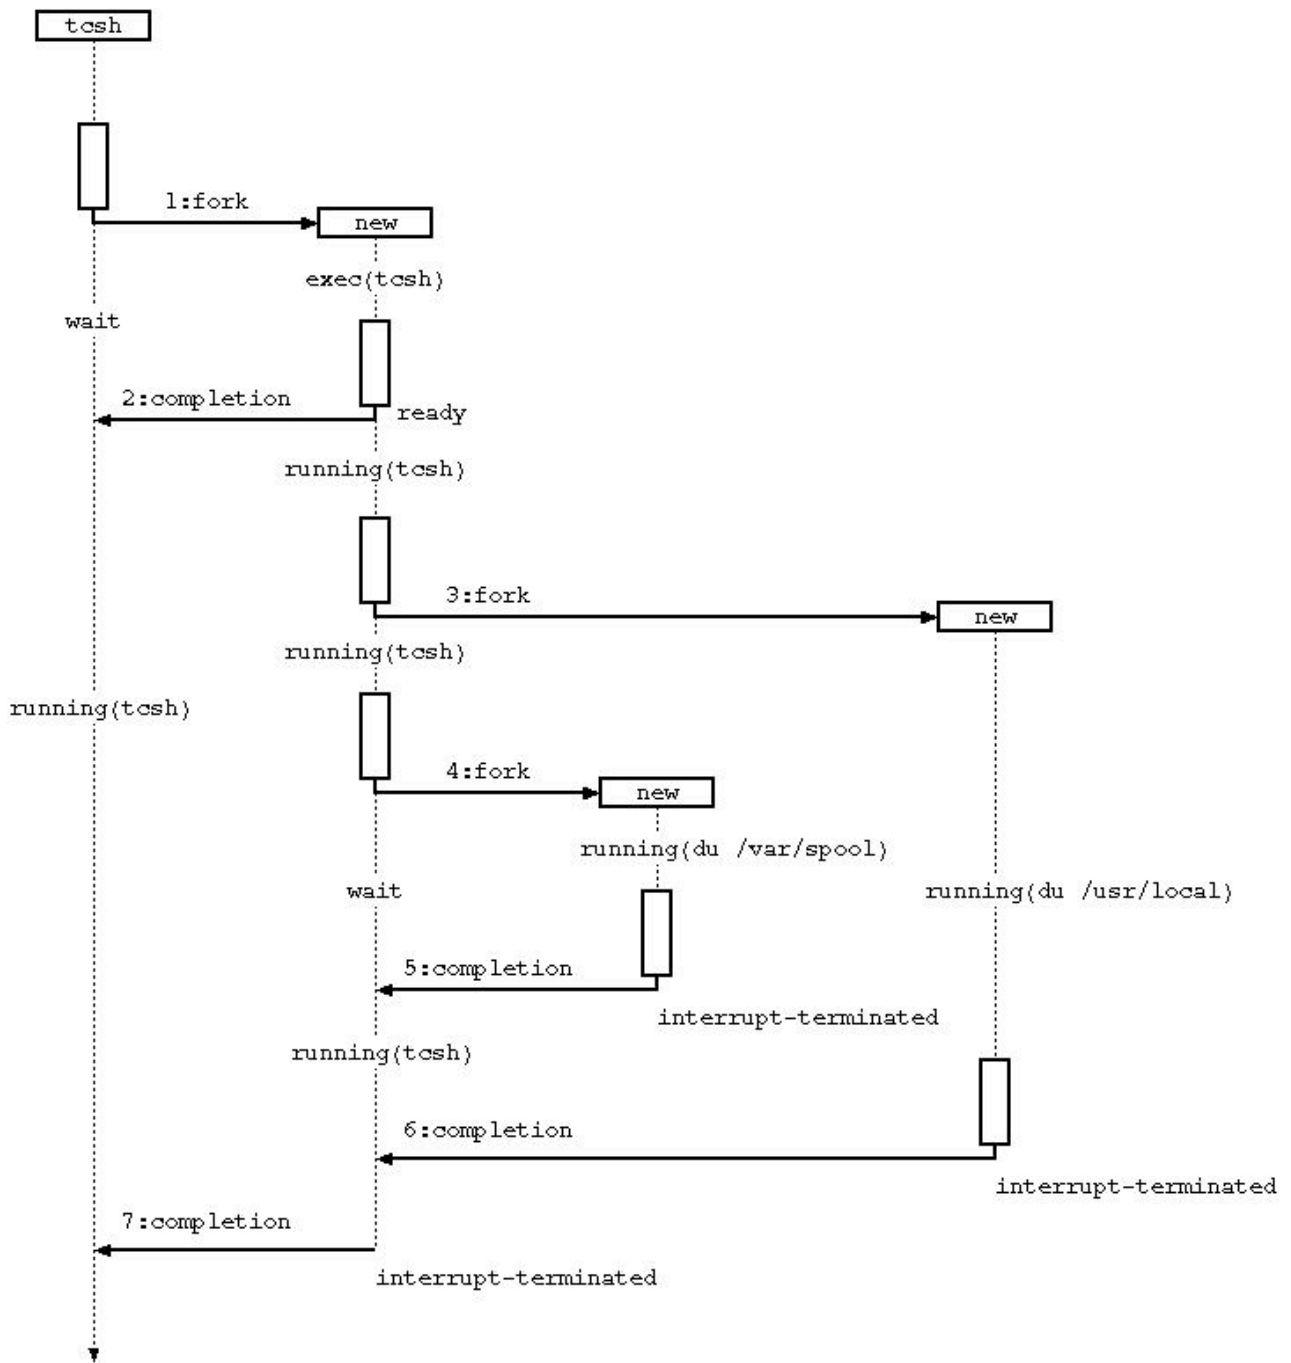 tcsh
1:fork
new
exec(tcsh)
wait
2:completion
ready
running(tcsh)
3:fork
new
running(tcsh)
running(tcsh)
4:fork
new
running(du /var/spool)
wait
running(du /usr/local)
5:completion
interrupt-terminated
running(tcsh)
6:completion
interrupt-terminated
7:completion
interrupt-terminated